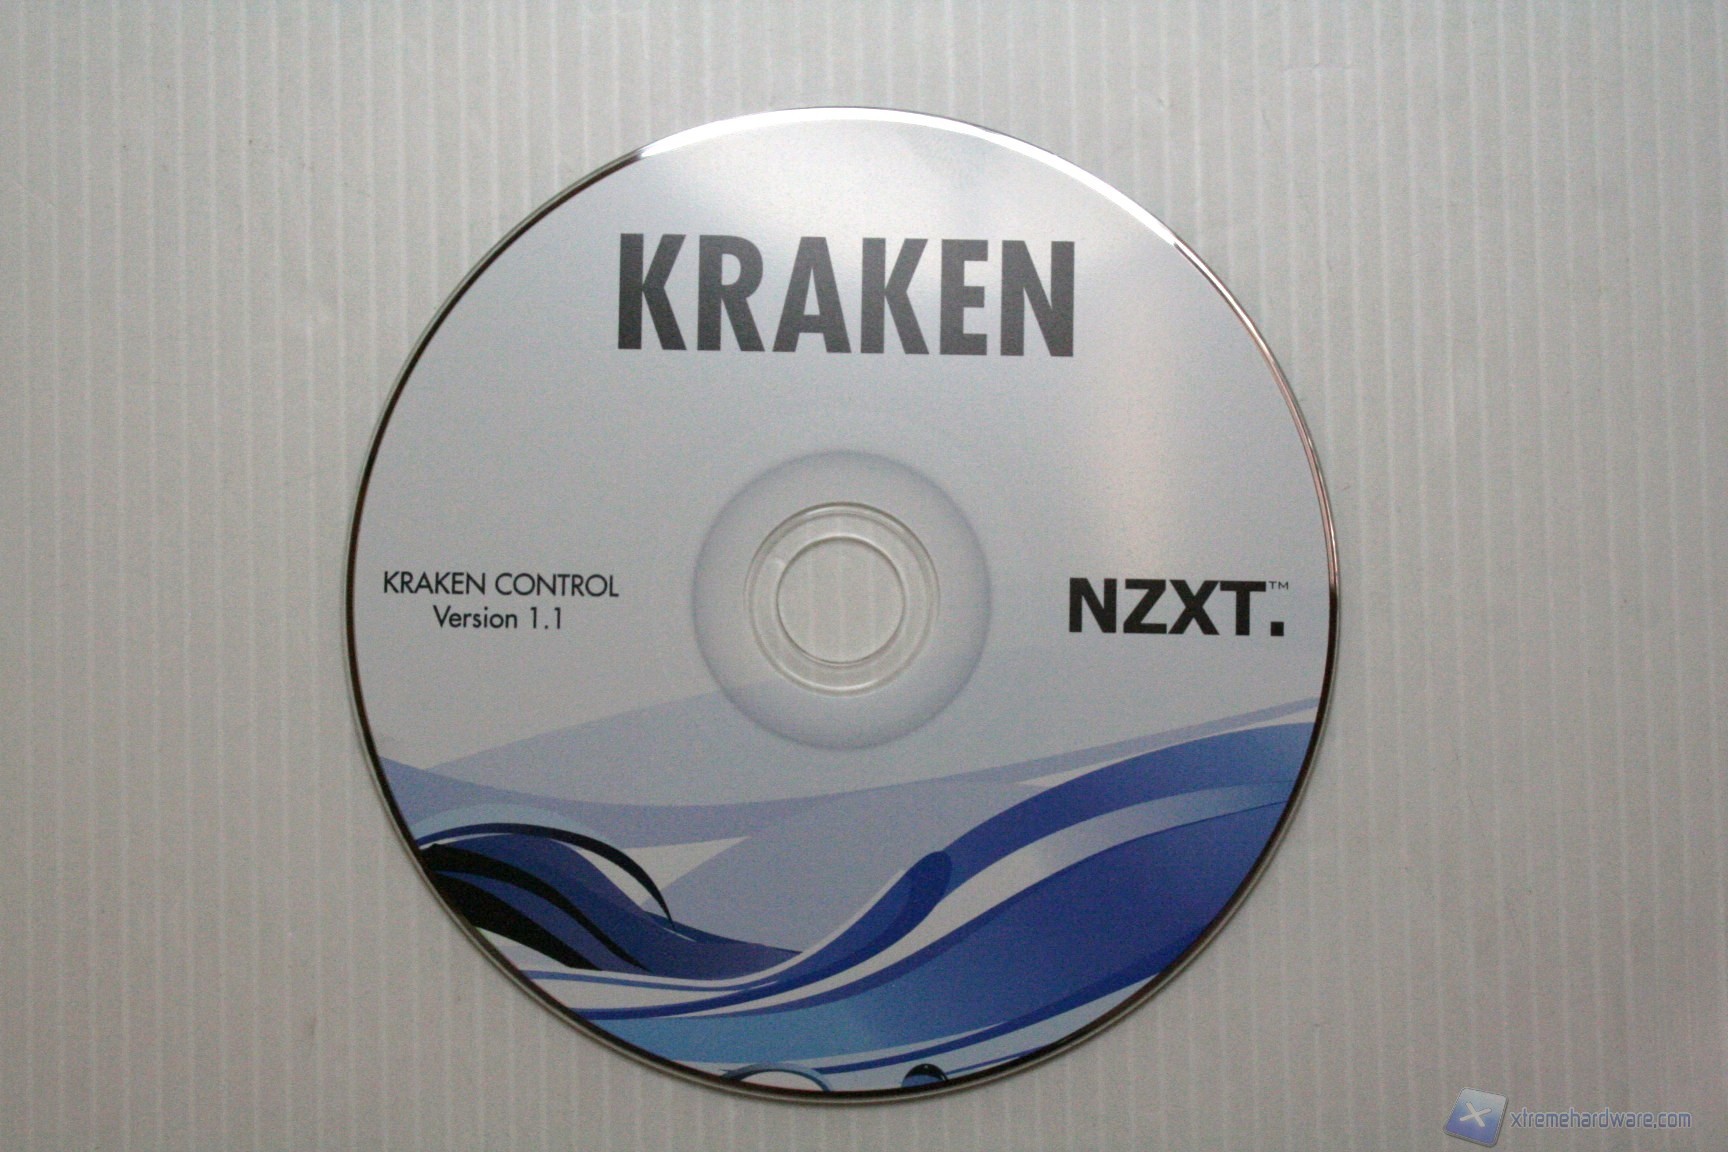 KRAKEN
KRAKEN CONTROL
Version 1.1
NZXT.™
xtremehardware.com